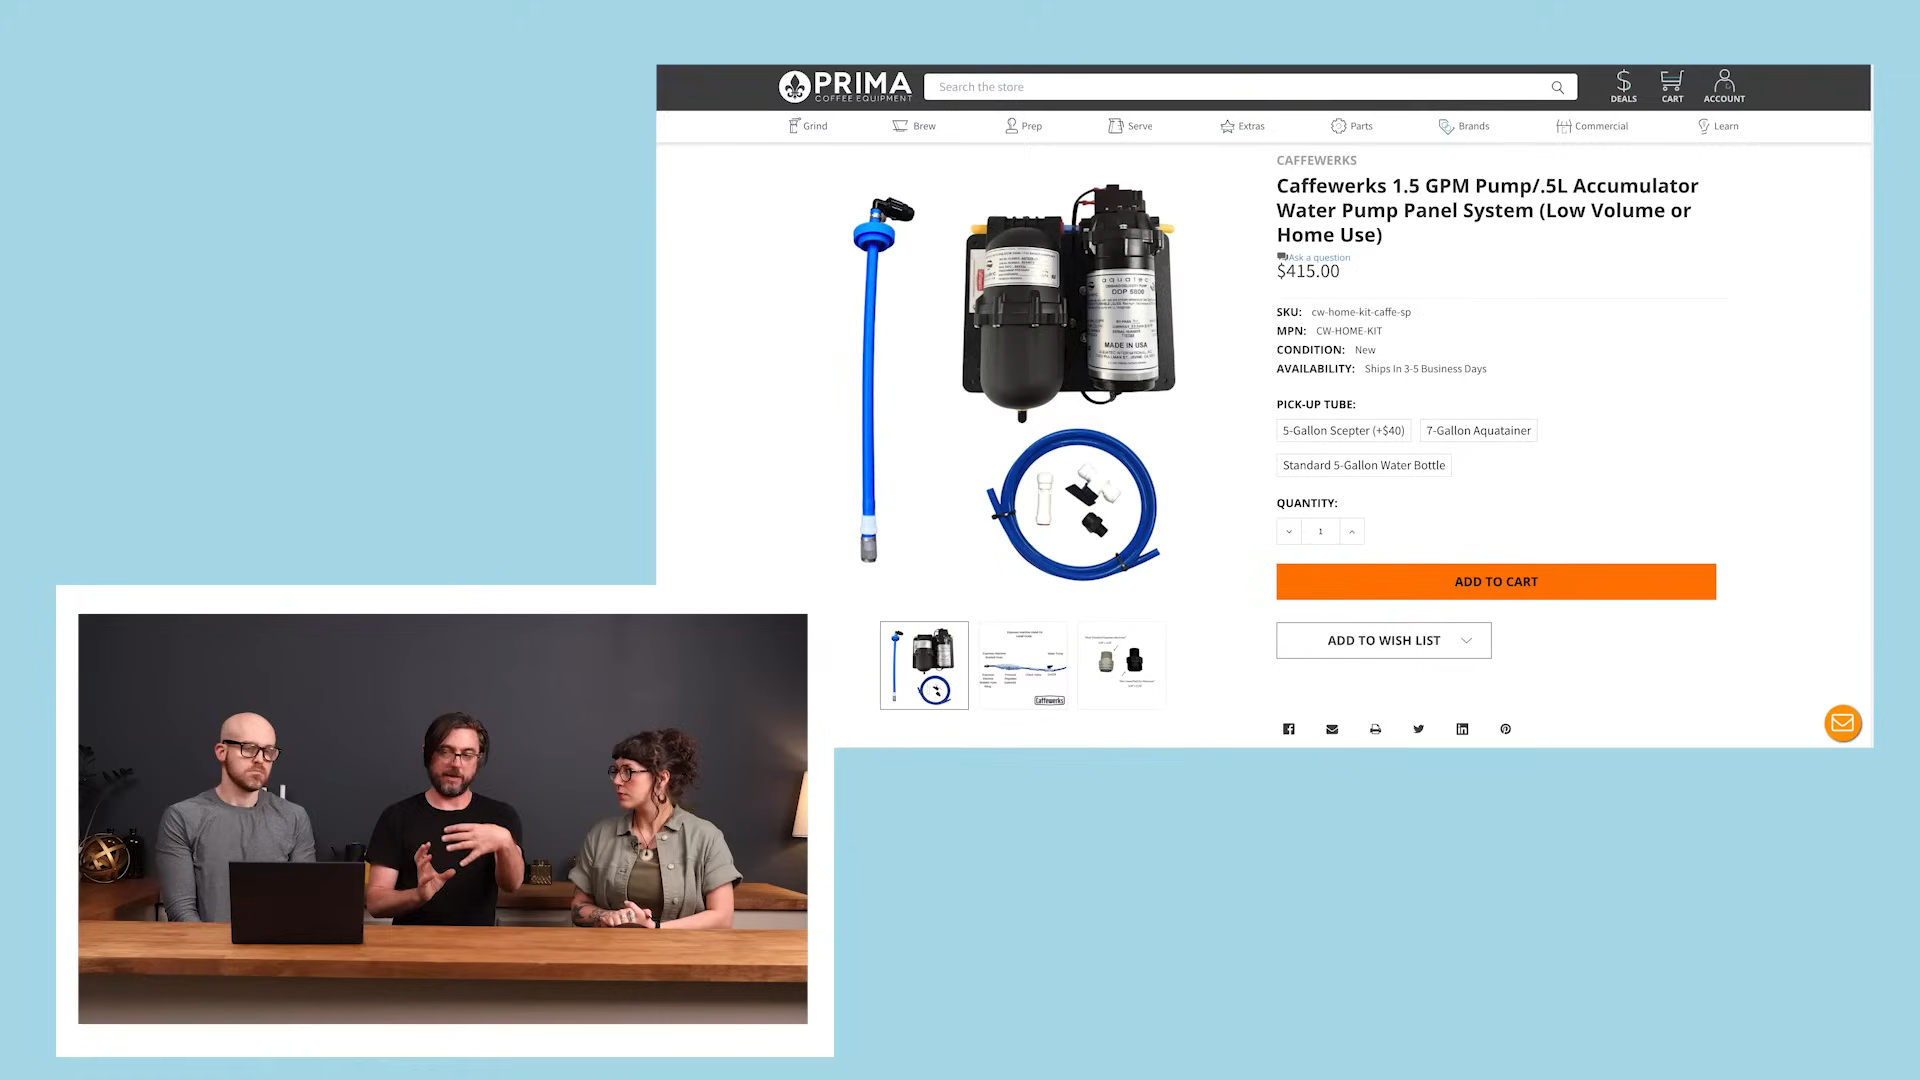 PRIMA
COFFEE EQUIPMENT
Search the store
DEALS
CART
ACCOUNT
Grind
Brew
Prep
Serve
Extras
Parts
Brands
Commercial
Learn
CAFFEWERKS
Caffewerks 1.5 GPM Pump/.5L Accumulator
Water Pump Panel System (Low Volume or
Home Use)
Ask a question
$415.00
SKU: cw-home-kit-caffe-sp
MPN: CW-HOME-KIT
CONDITION: New
AVAILABILITY: Ships In 3-5 Business Days
PICK-UP TUBE:
5-Gallon Scepter (+$40)
7-Gallon Aquatainer
Standard 5-Gallon Water Bottle
QUANTITY:
1
ADD TO CART
ADD TO WISH LIST
aquatec
DDP 5800
MADE IN USA
Caffewerks